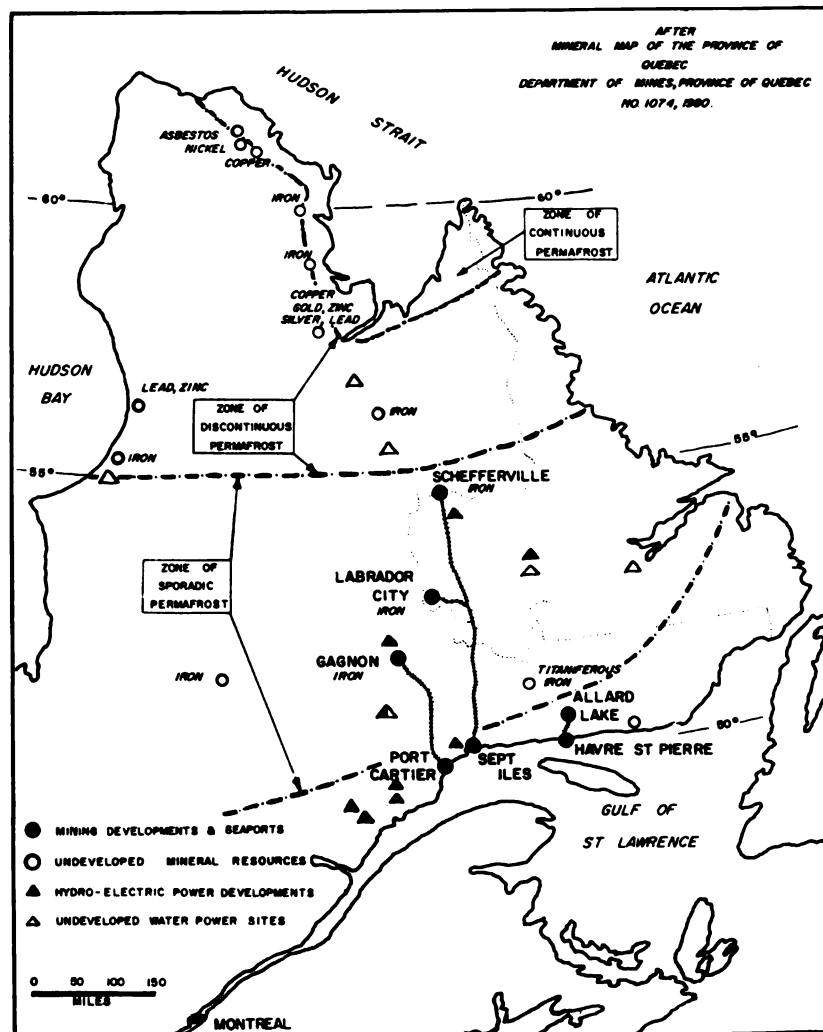 AFTER
MINERAL MAP OF THE PROVINCE OF
QUEBEC
DEPARTMENT OF MINES, PROVINCE OF QUEBEC
NO. 1074, 1960.
HUDSON STRAIT
ASBESTOS
NICKEL
COPPER
60°
IRON
60°
ZONE OF
CONTINUOUS
PERMAFROST
IRON
ATLANTIC
OCEAN
COPPER
GOLD, ZINC
SILVER, LEAD
HUDSON
BAY
LEAD, ZINC
ZONE OF
DISCONTINUOUS
PERMAFROST
IRON
IRON
55°
55°
SCHEFFERVILLE
IRON
ZONE OF
SPORADIC
PERMAFROST
LABRADOR
CITY
IRON
GAGNON
IRON
IRON
TITANIFEROUS
IRON
ALLARD
LAKE
50°
HAVRE ST PIERRE
PORT
CARTIER
SEPT
ILES
GULF OF
ST LAWRENCE
MINING DEVELOPMENTS & SEAPORTS
UNDEVELOPED MINERAL RESOURCES
HYDRO-ELECTRIC POWER DEVELOPMENTS
UNDEVELOPED WATER POWER SITES
0 50 100 150
MILES
MONTREAL